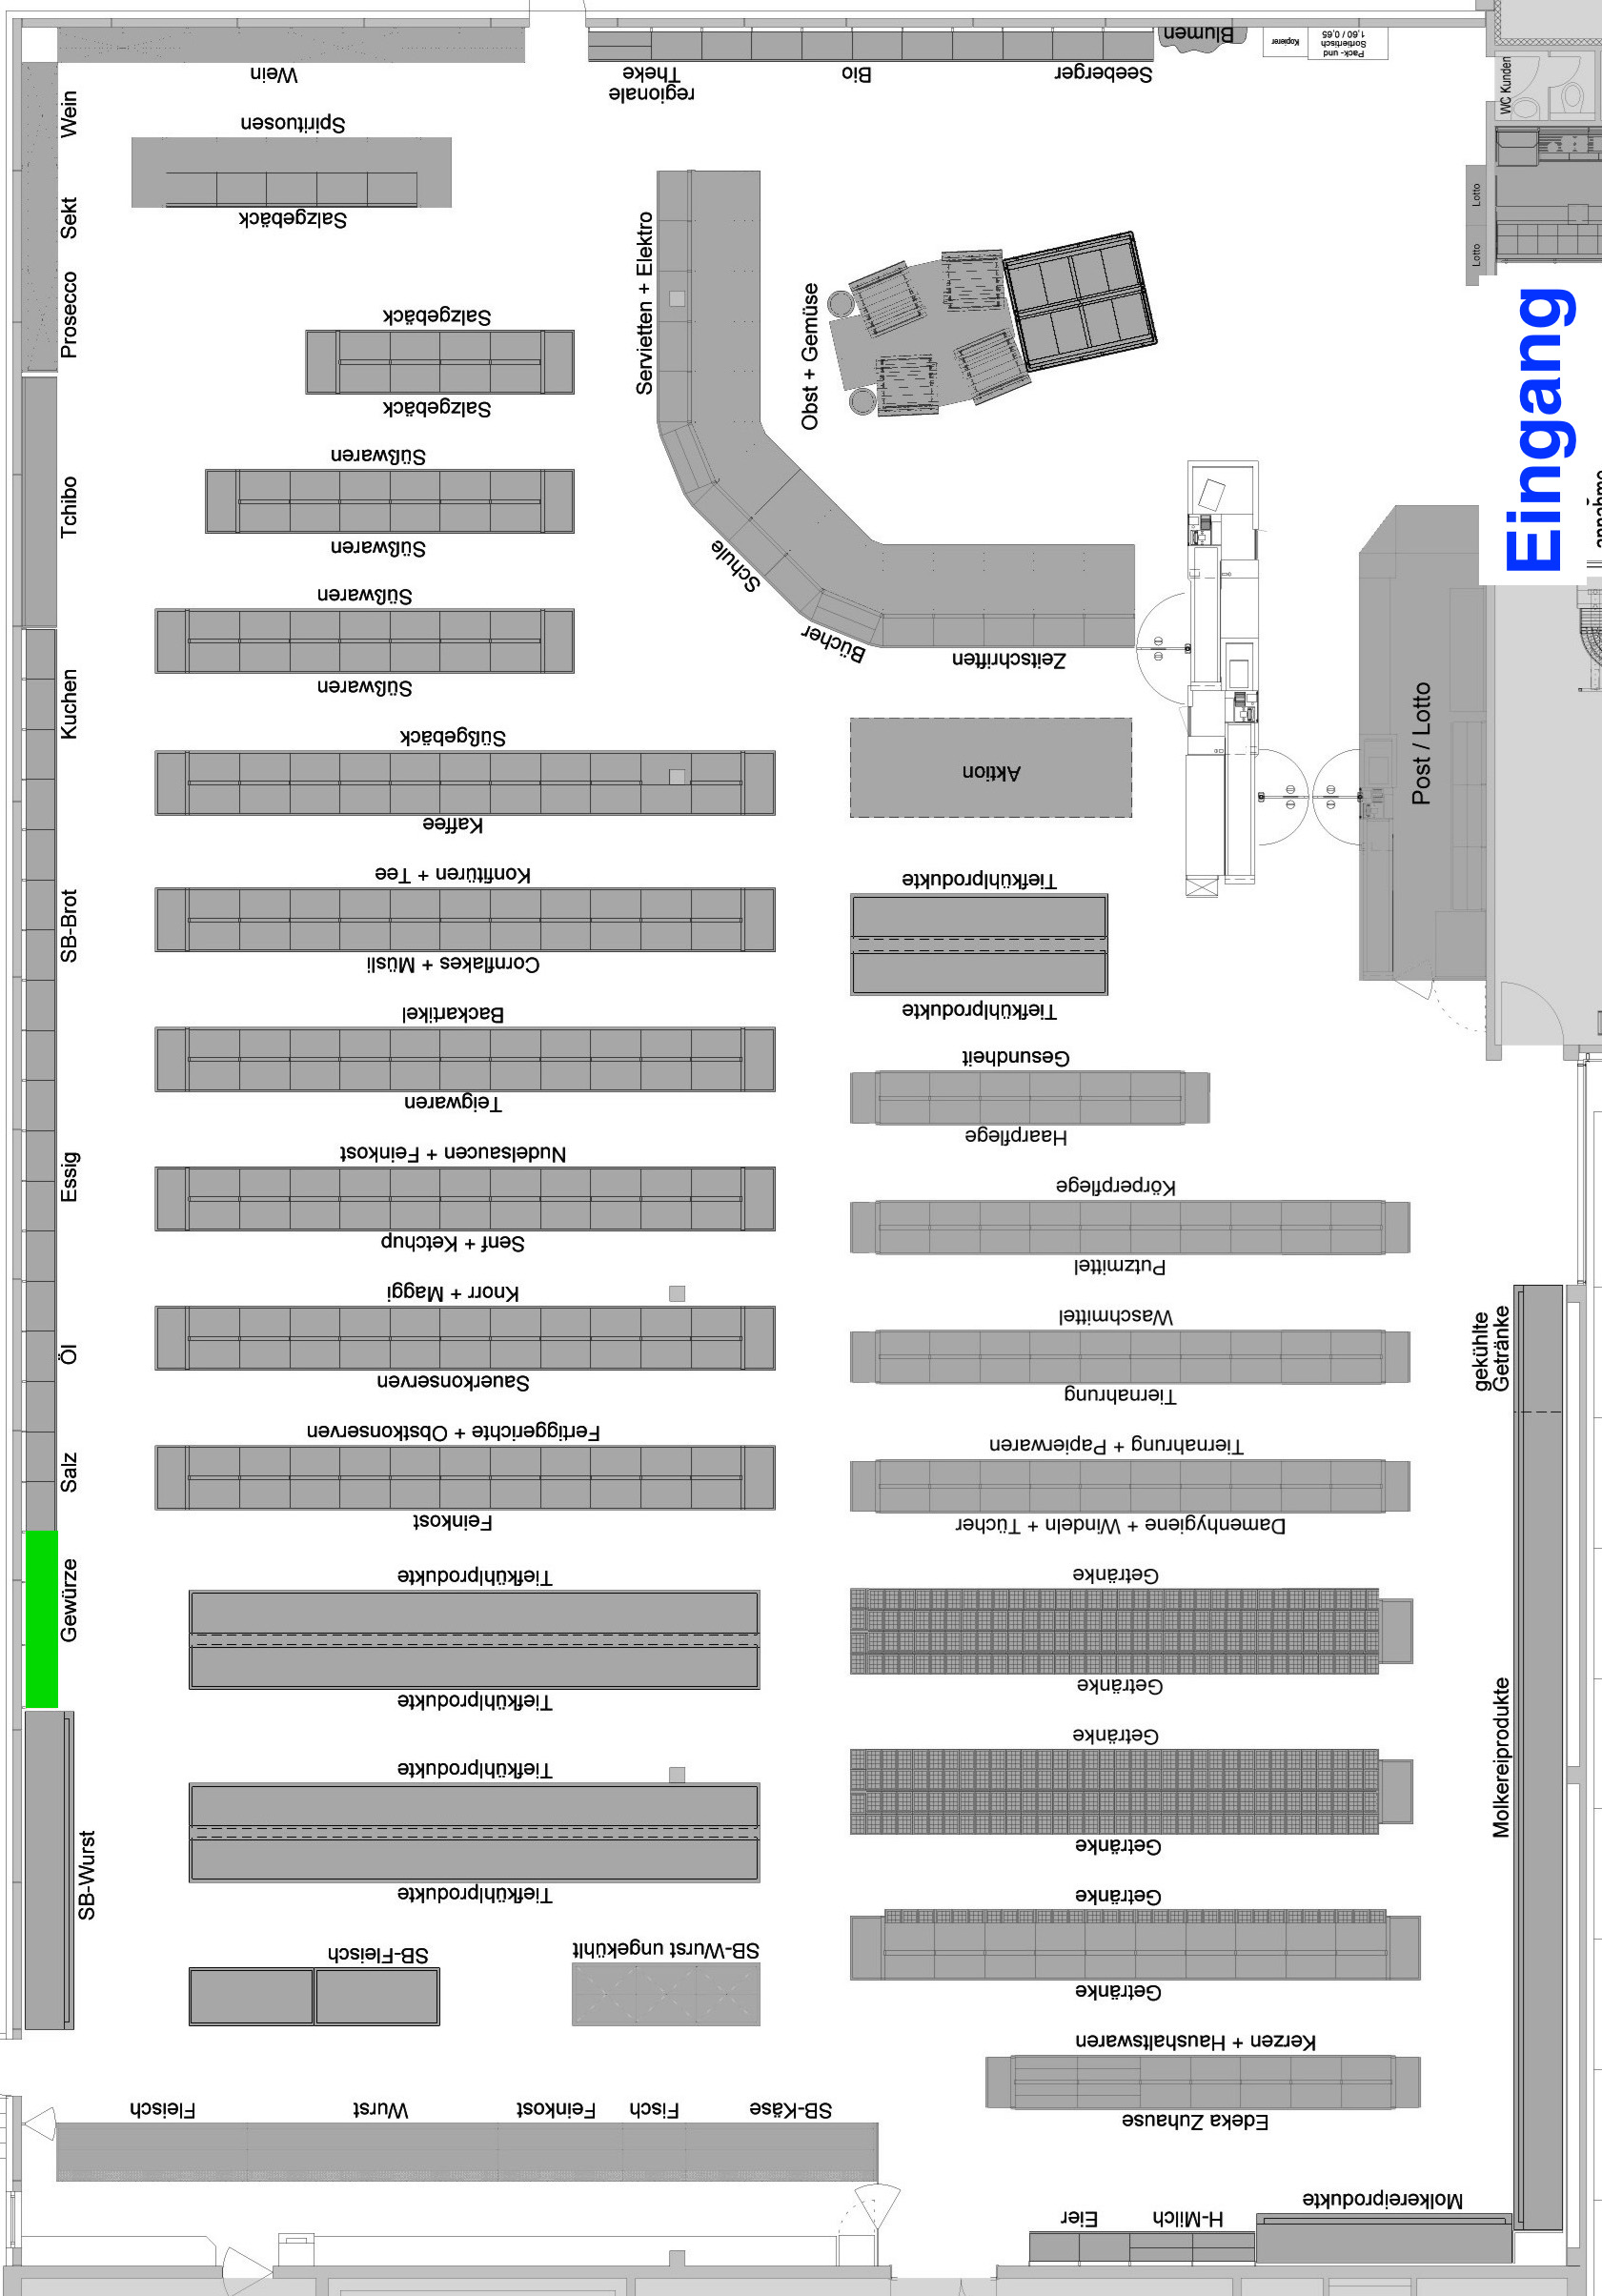 Blumen
Kopierer
Pack- und
Sortiertisch
1,60 / 0,65
Wein
regionale
Theke
Bio
Seeberger
WC Kunden
Wein
Spirituosen
Salzgebäck
Sekt
Lotto
Lotto
Prosecco
Salzgebäck
Salzgebäck
Servietten + Elektro
Obst + Gemüse
Eingang
Tchibo
Süßwaren
Süßwaren
Schule
Süßwaren
Süßwaren
Bücher
Zeitschriften
Kuchen
Süßgebäck
Kaffee
Aktion
Post / Lotto
SB-Brot
Konfitüren + Tee
Cornflakes + Müsli
Tiefkühlprodukte
Tiefkühlprodukte
Backartikel
Teigwaren
Gesundheit
Haarpflege
Essig
Nudelsaucen + Feinkost
Senf + Ketchup
Körperpflege
Putzmittel
Öl
Knorr + Maggi
Sauerkonserven
Waschmittel
Tiernahrung
gekühlte
Getränke
Salz
Fertiggerichte + Obstkonserven
Feinkost
Tiernahrung + Papierwaren
Damenhygiene + Windeln + Tücher
Gewürze
Tiefkühlprodukte
Tiefkühlprodukte
Getränke
Getränke
Molkereiprodukte
Tiefkühlprodukte
Tiefkühlprodukte
Getränke
Getränke
SB-Wurst
SB-Fleisch
SB-Wurst ungekühlt
Getränke
Getränke
Kerzen + Haushaltswaren
Edeka Zuhause
Fleisch
Wurst
Feinkost
Fisch
SB-Käse
Eier
H-Milch
Molkereiprodukte